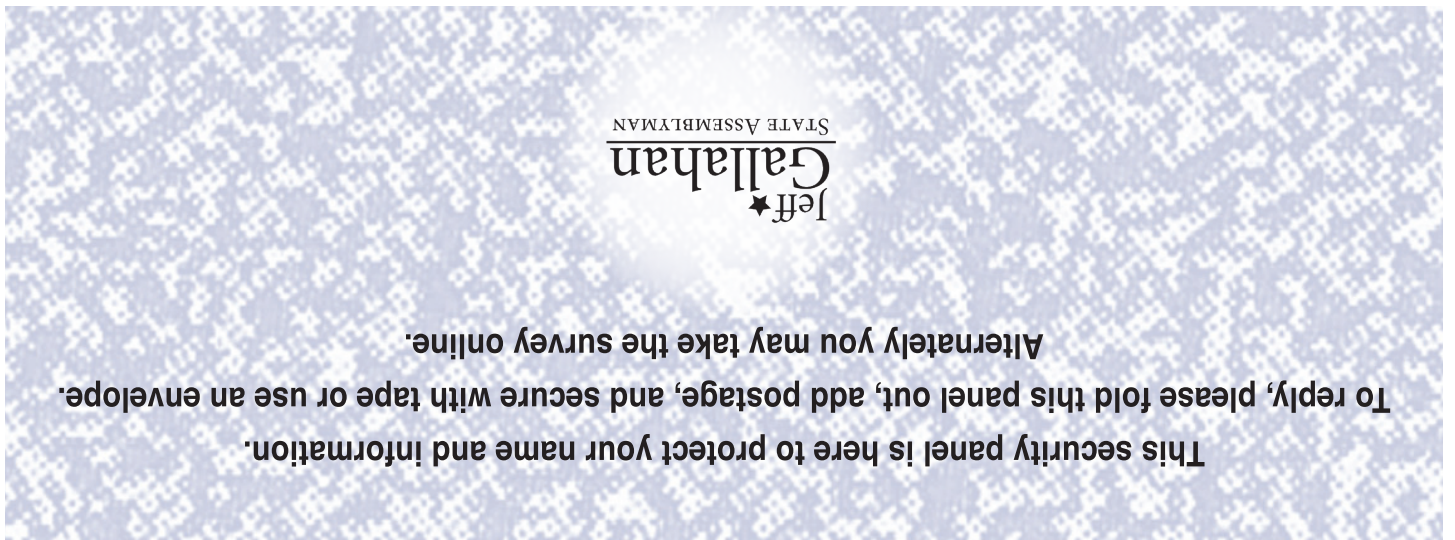 This security panel is here to protect your name and information.
To reply, please fold this panel out, add postage, and secure with tape or use an envelope.
Alternately you may take the survey online.
Jeff
Gallahan
STATE ASSEMBLYMAN